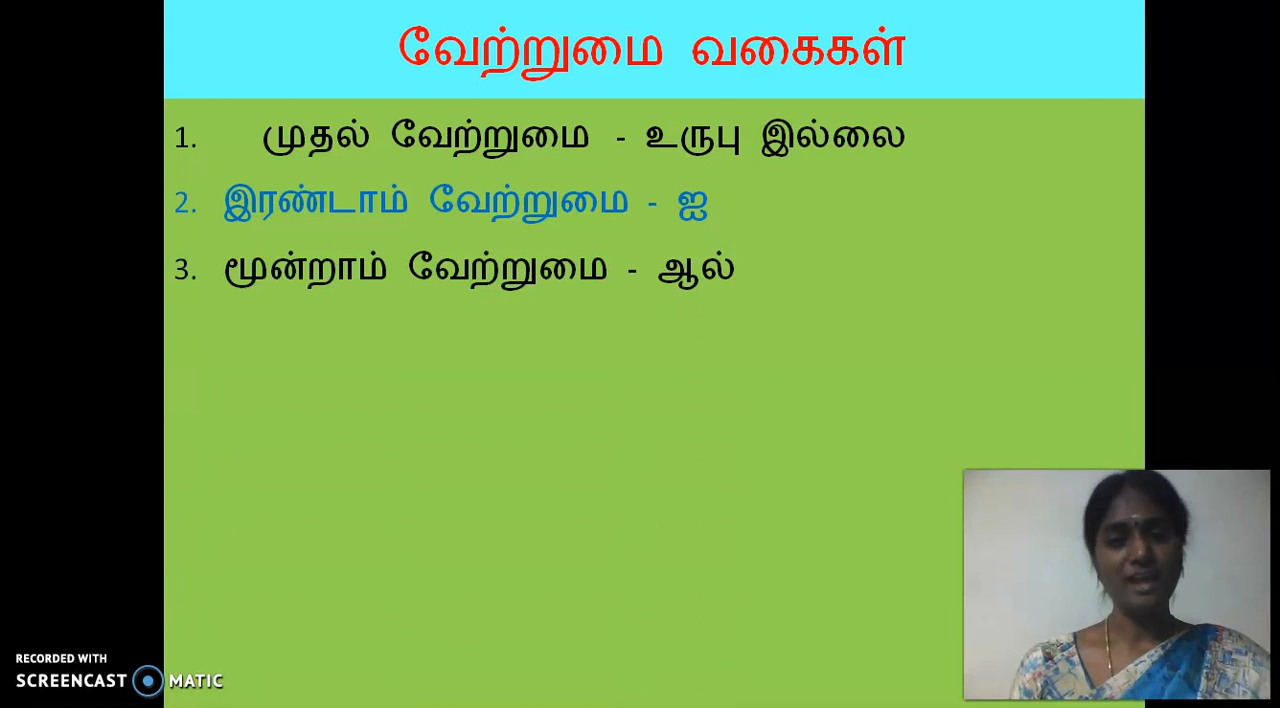 வேற்றுமை வகைகள்
1. முதல் வேற்றுமை - உருபு இல்லை
2. இரண்டாம் வேற்றுமை - ஐ
3. மூன்றாம் வேற்றுமை - ஆல்
RECORDED WITH
SCREENCAST MATIC